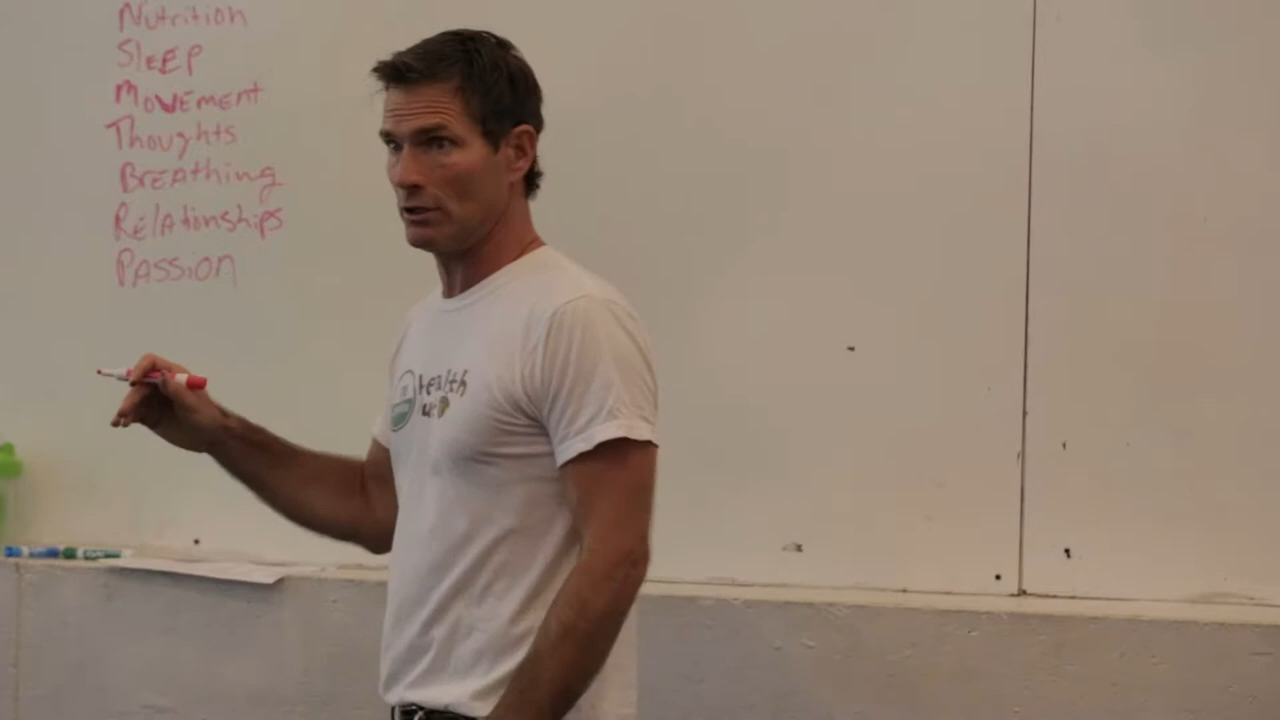 Nutrition
SLEEP
MOVEMENT
Thoughts
BrEAthing
RElAtionships
PASSiON
health